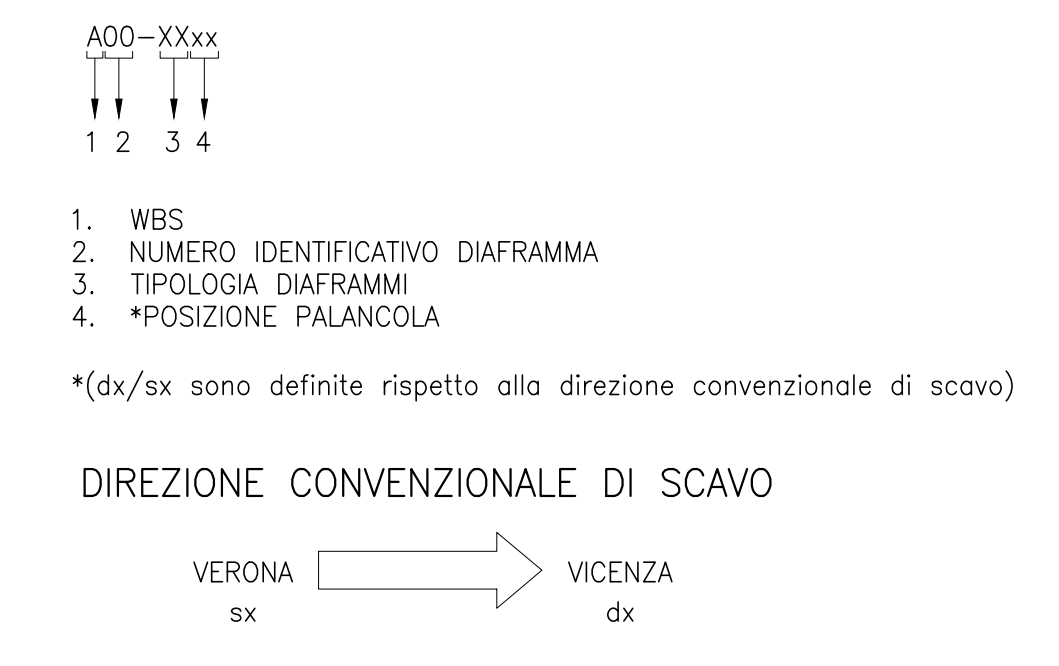 A00-XXxx
1 2 3 4
1. WBS
2. NUMERO IDENTIFICATIVO DIAFRAMMA
3. TIPOLOGIA DIAFRAMMI
4. *POSIZIONE PALANCOLA
*(dx/sx sono definite rispetto alla direzione convenzionale di scavo)
DIREZIONE CONVENZIONALE DI SCAVO
VERONA VICENZA
sx dx